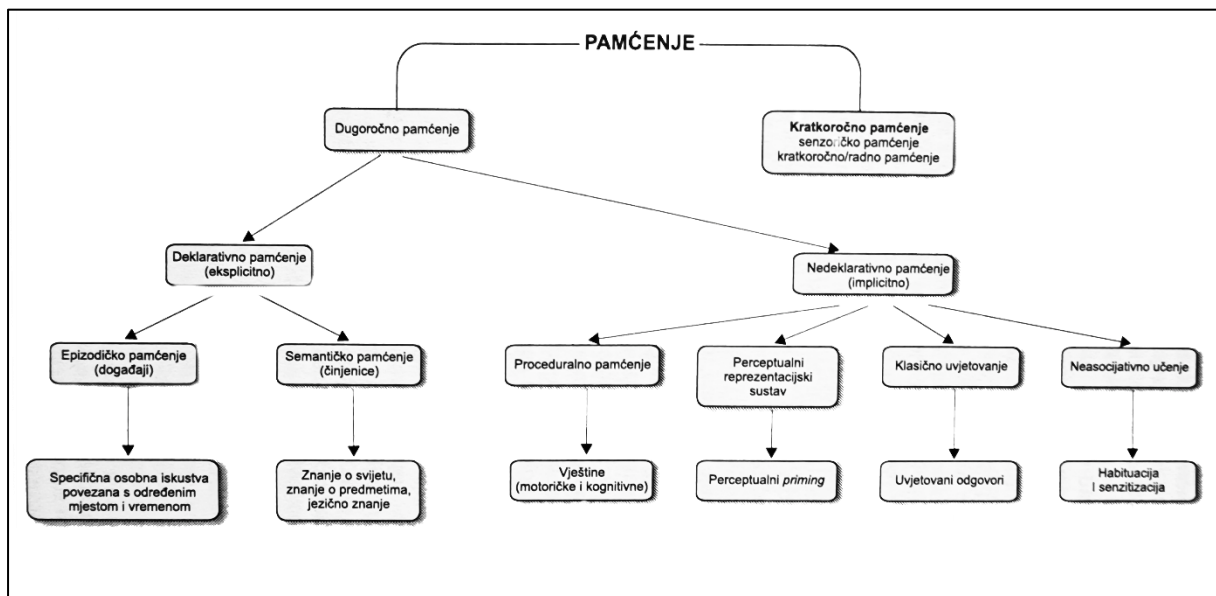 PAMĆENJE
Dugoročno pamćenje
Kratkoročno pamćenje
senzoričko pamćenje
kratkoročno/radno pamćenje
Deklarativno pamćenje
(eksplicitno)
Nedeklarativno pamćenje
(implicitno)
Epizodičko pamćenje
(događaji)
Semantičko pamćenje
(činjenice)
Proceduralno pamćenje
Perceptualni
reprezentacijski
sustav
Klasično uvjetovanje
Neasocijativno učenje
Specifična osobna iskustva
povezana s određenim
mjestom i vremenom
Znanje o svijetu,
znanje o predmetima,
jezično znanje
Vještine
(motoričke i kognitivne)
Perceptualni priming
Uvjetovani odgovori
Habituacija
I senzitizacija